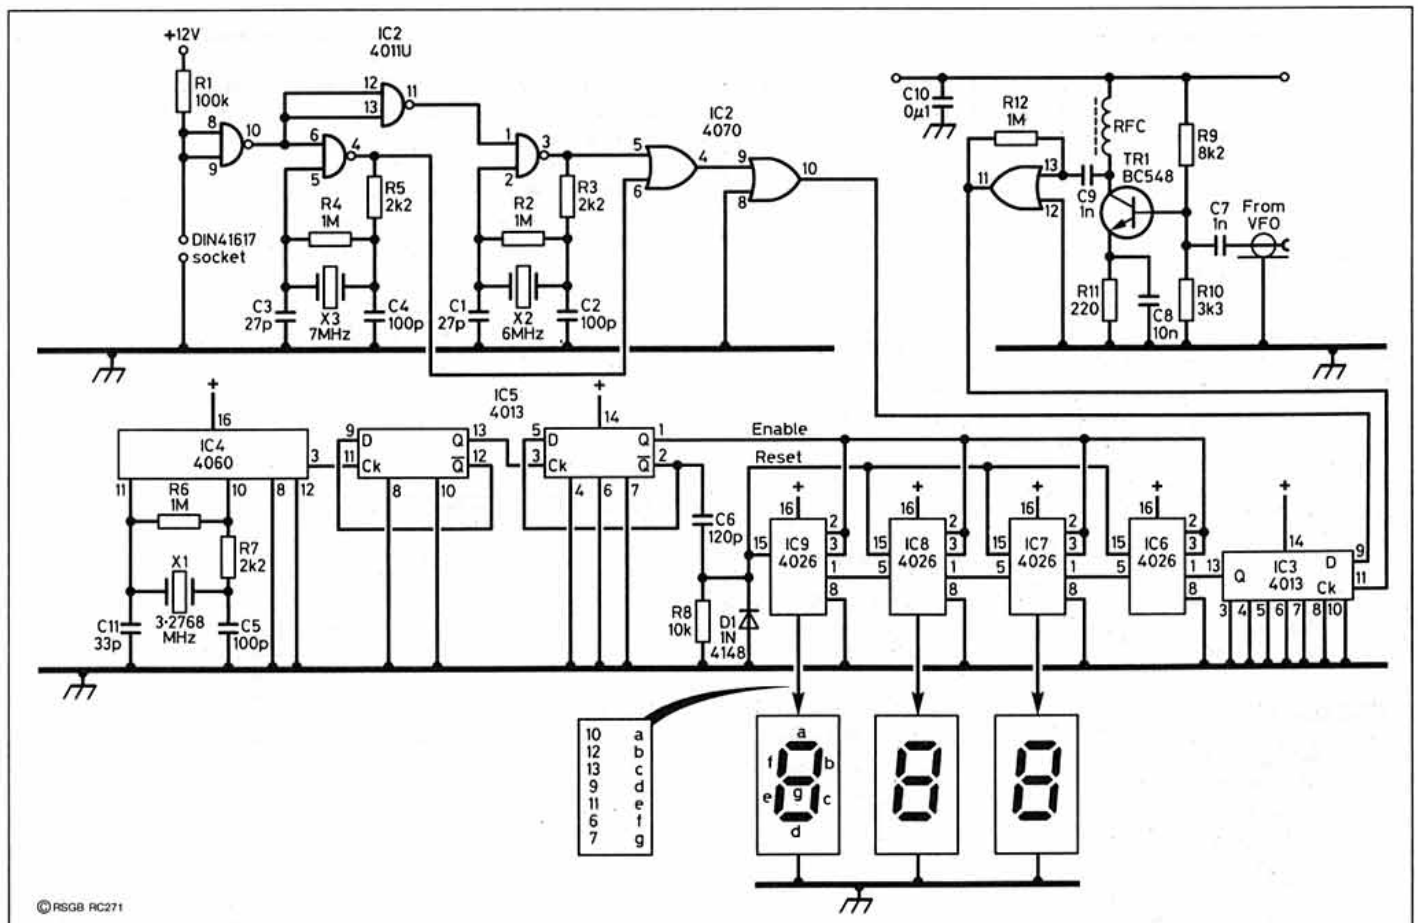 +12V
IC2
4011U
R1
100k
8
9
10
12
13
11
6
5
4
R5
2k2
R4
1M
DIN41617
socket
C3
27p
X3
7MHz
C4
100p
1
2
3
R3
2k2
R2
1M
C1
27p
X2
6MHz
C2
100p
IC2
4070
5
6
4
9
8
10
C10
0µ1
R12
1M
RFC
R9
8k2
TR1
BC548
11
13
12
C9
1n
C7
1n
From
VFO
R11
220
C8
10n
R10
3k3
+
16
IC4
4060
3
11
10
8
12
R6
1M
R7
2k2
X1
3·2768
MHz
C11
33p
C5
100p
IC5
4013
9
D
Q
13
11
Ck
Q
12
8
10
+
14
5
D
Q
1
3
Ck
Q
2
4
6
7
Enable
Reset
C6
120p
R8
10k
D1
1N
4148
+
16
15
IC9
4026
2
3
1
8
+
16
15
5
IC8
4026
2
3
1
8
+
16
15
5
IC7
4026
2
3
1
8
+
16
15
5
IC6
4026
2
3
1
8
+
14
13
Q
IC3
4013
D
Ck
9
11
3
4
5
6
7
8
10
10 a
12 b
13 c
9 d
11 e
6 f
7 g
a
f
b
g
e
c
d
© RSGB RC271